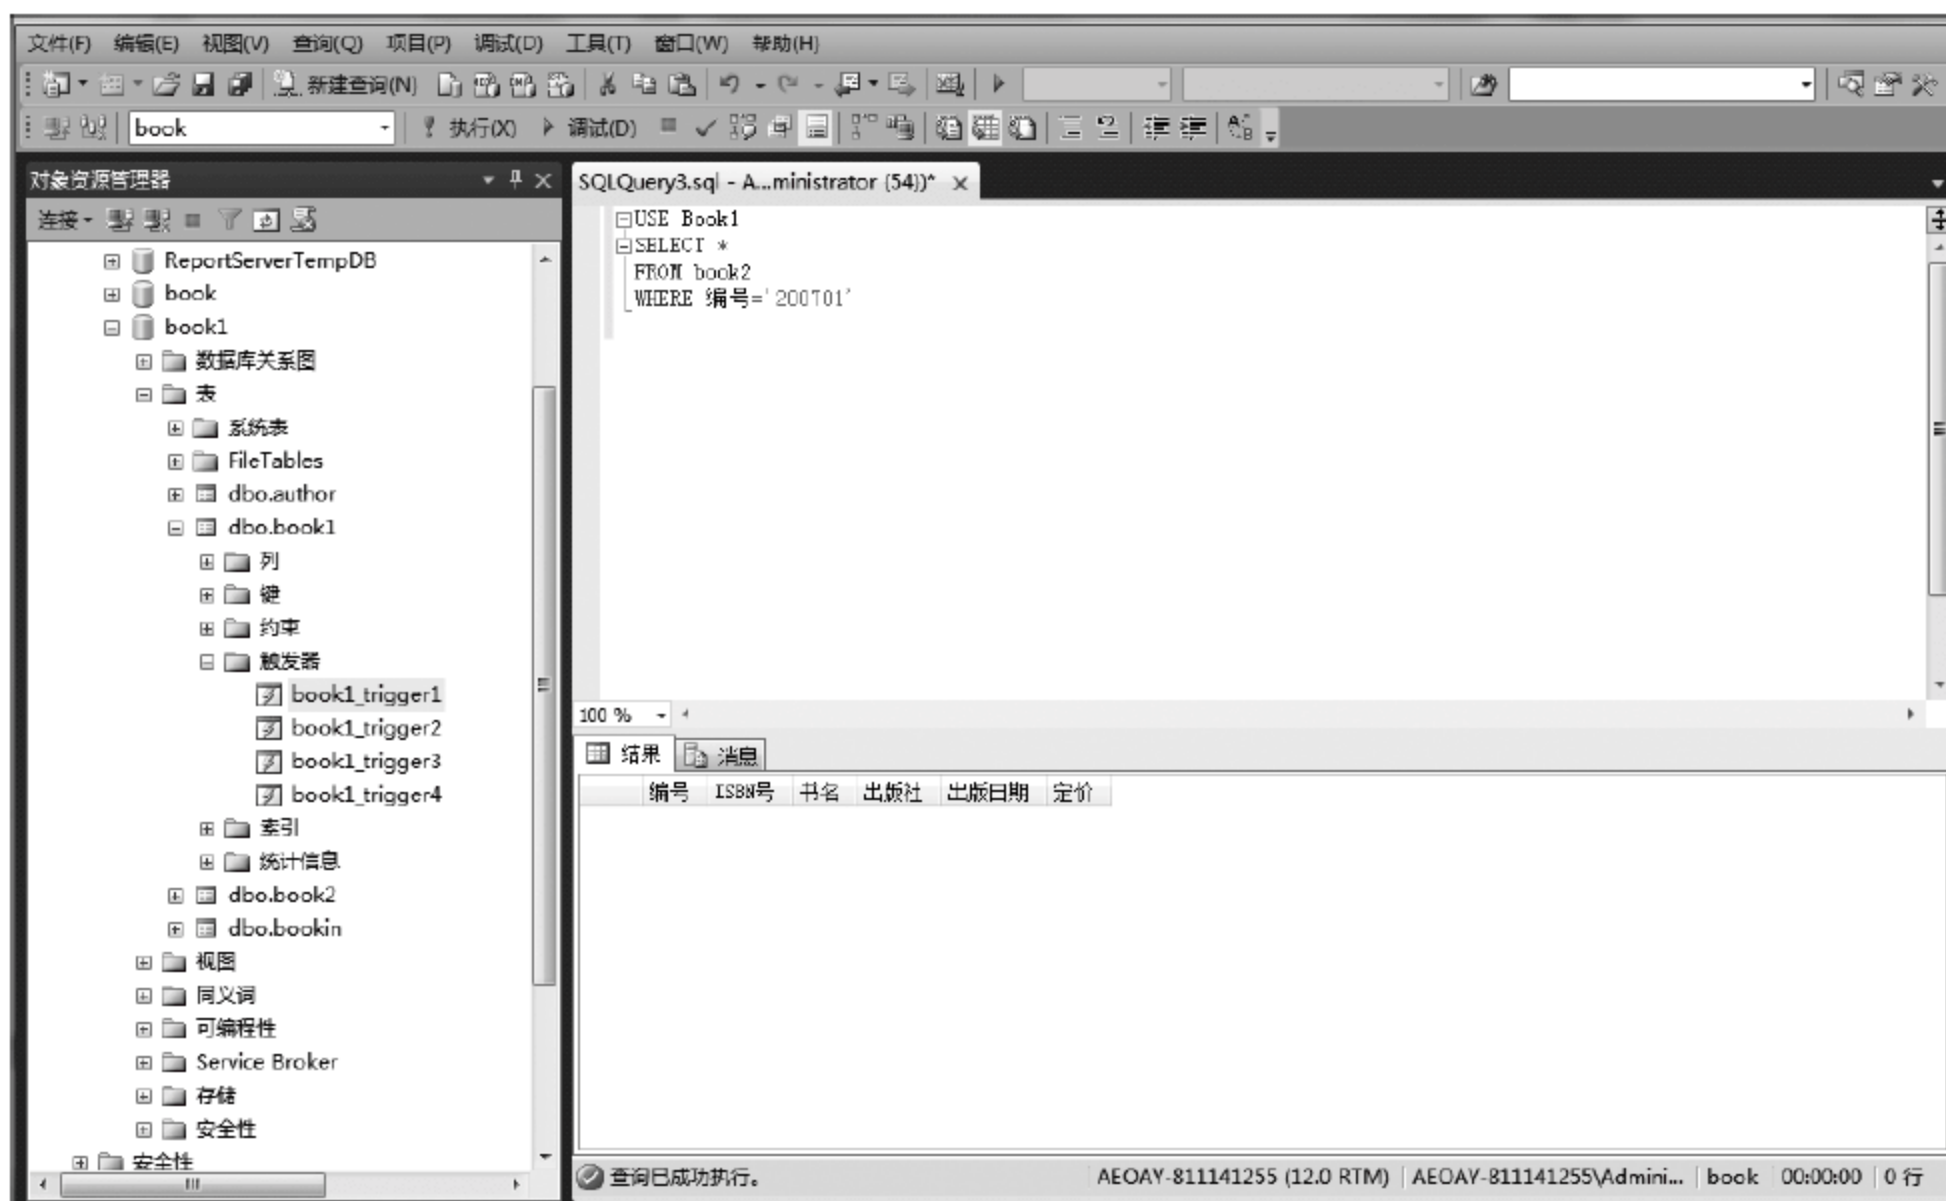 文件(F) 编辑(E) 视图(V) 查询(Q) 项目(P) 调试(D) 工具(T) 窗口(W) 帮助(H)
新建查询(N)
book 执行(X) 调试(D)
对象资源管理器
连接
ReportServerTempDB
book
book1
数据库关系图
表
系统表
FileTables
dbo.author
dbo.book1
列
键
约束
触发器
book1_trigger1
book1_trigger2
book1_trigger3
book1_trigger4
索引
统计信息
dbo.book2
dbo.bookin
视图
同义词
可编程性
Service Broker
存储
安全性
安全性
SQLQuery3.sql - A...ministrator (54))*
USE Book1
SELECT *
FROM book2
WHERE 编号='200701'
100 %
结果 消息
编号 ISBN号 书名 出版社 出版日期 定价
查询已成功执行。 AEOAY-811141255 (12.0 RTM) AEOAY-811141255\Admini... book 00:00:00 0 行